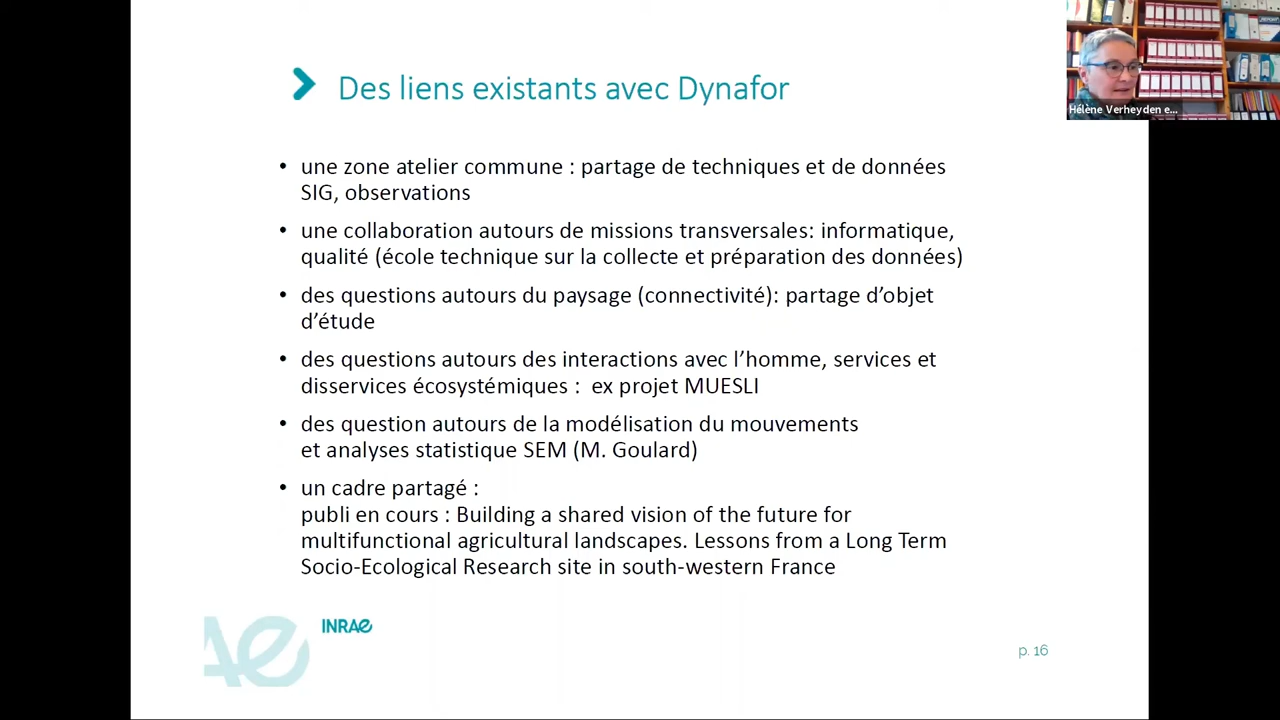 Des liens existants avec Dynafor
Hélène Verheyden e...
• une zone atelier commune : partage de techniques et de données
SIG, observations
• une collaboration autours de missions transversales: informatique,
qualité (école technique sur la collecte et préparation des données)
• des questions autours du paysage (connectivité): partage d’objet
d’étude
• des questions autours des interactions avec l’homme, services et
disservices écosystémiques : ex projet MUESLI
• des question autours de la modélisation du mouvements
et analyses statistique SEM (M. Goulard)
• un cadre partagé :
publi en cours : Building a shared vision of the future for
multifunctional agricultural landscapes. Lessons from a Long Term
Socio-Ecological Research site in south-western France
INRAE
p. 16